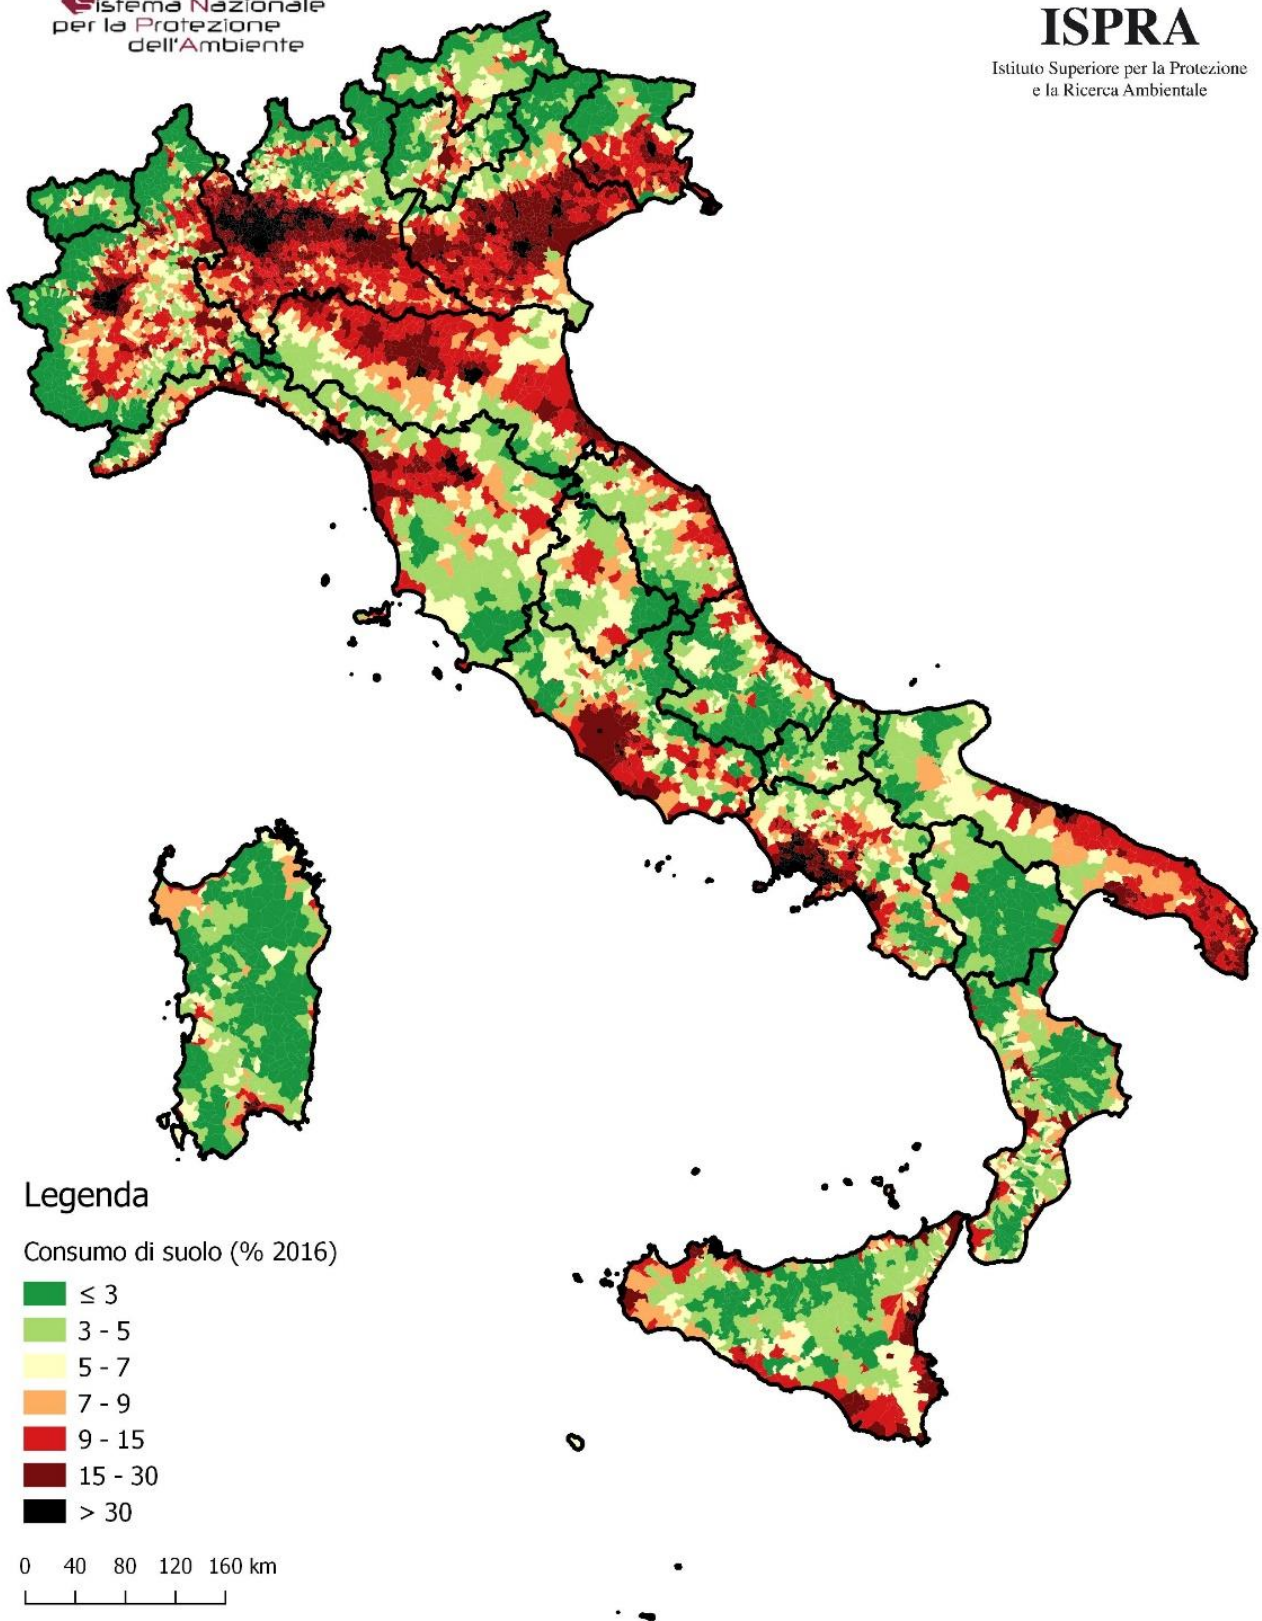 Sistema Nazionale
per la Protezione
dell'Ambiente
ISPRA
Istituto Superiore per la Protezione
e la Ricerca Ambientale
Legenda
Consumo di suolo (% 2016)
≤ 3
3 - 5
5 - 7
7 - 9
9 - 15
15 - 30
> 30
0 40 80 120 160 km